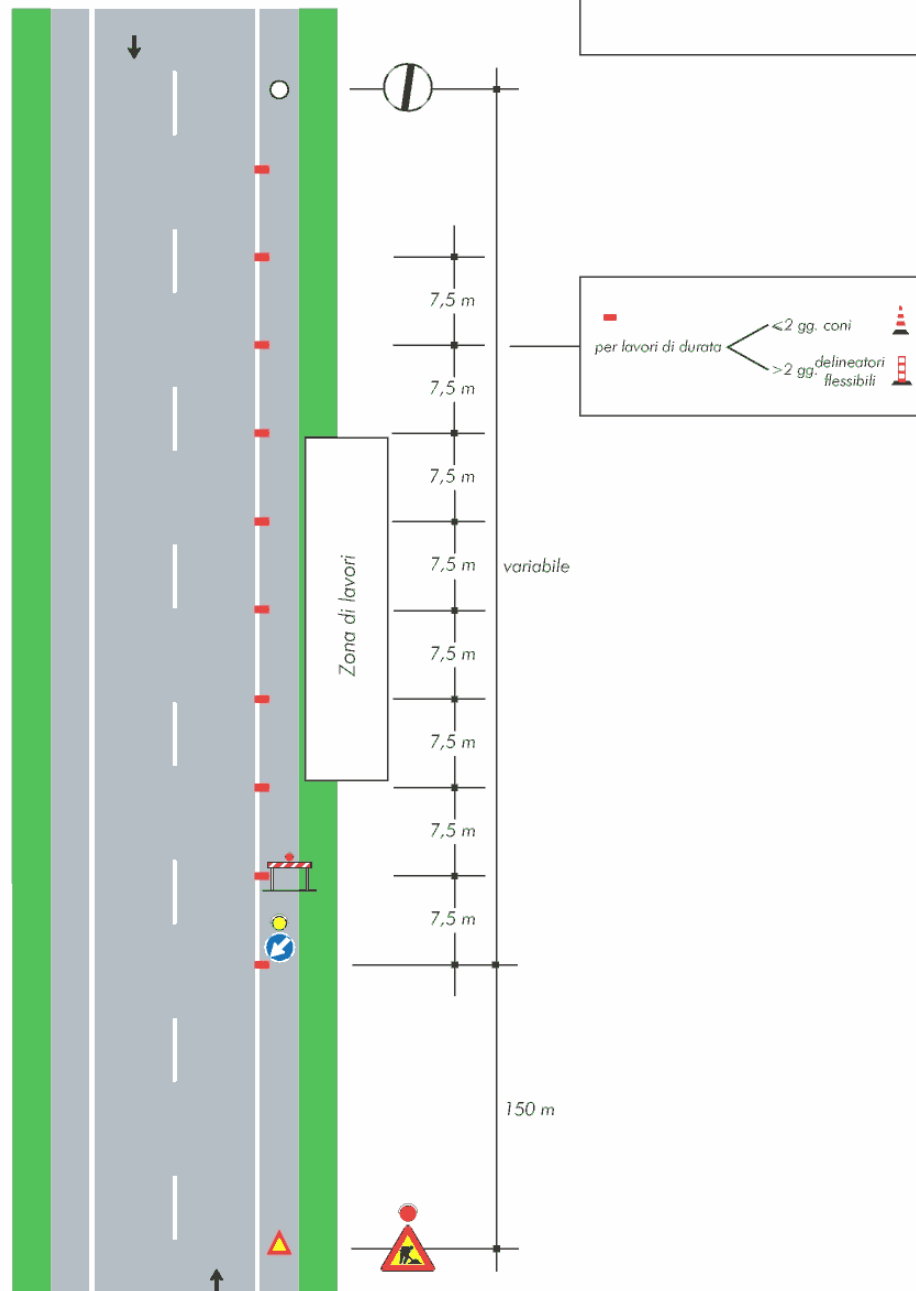 7,5 m
7,5 m
7,5 m
7,5 m
7,5 m
7,5 m
7,5 m
7,5 m
variabile
150 m
Zona di lavori
per lavori di durata
<2 gg. coni
>2 gg. delineatori
flessibili